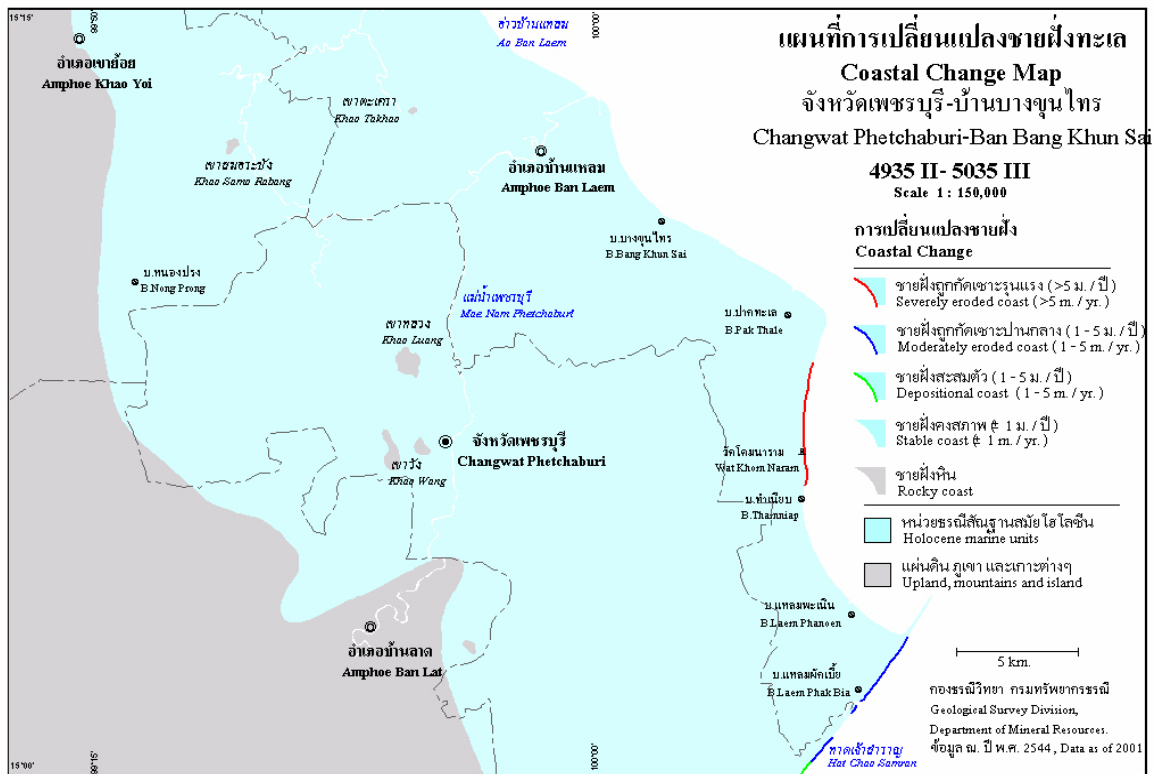 15°15'
99°50'
อ่าวบ้านแหลม
Ao Ban Laem
100°00'
แผนที่การเปลี่ยนแปลงชายฝั่งทะเล
Coastal Change Map
จังหวัดเพชรบุรี-บ้านบางขุนไทร
Changwat Phetchaburi-Ban Bang Khun Sai
4935 II- 5035 III
Scale 1 : 150,000
อำเภอเขาย้อย
Amphoe Khao Yoi
เขาตะเครา
Khao Takhao
เขาสมอระบัง
Khao Samo Rabang
อำเภอบ้านแหลม
Amphoe Ban Laem
บ.บางขุนไทร
B.Bang Khun Sai
บ.หนองปรง
B.Nong Prong
แม่น้ำเพชรบุรี
Mae Nam Phetchaburi
เขาหลวง
Khao Luang
บ.ปากทะเล
B.Pak Thale
จังหวัดเพชรบุรี
Changwat Phetchaburi
เขาวัง
Khao Wang
วัดโคมนาราม
Wat Khom Naram
บ.ทำเนียบ
B.Thamniap
อำเภอบ้านลาด
Amphoe Ban Lat
บ.แหลมพะเนิน
B.Laem Phanoen
บ.แหลมผักเบี้ย
B.Laem Phak Bia
หาดเจ้าสำราญ
Hat Chao Samran
การเปลี่ยนแปลงชายฝั่ง
Coastal Change
ชายฝั่งถูกกัดเซาะรุนแรง (>5 ม. / ปี )
Severely eroded coast (>5 m. / yr.)
ชายฝั่งถูกกัดเซาะปานกลาง (1 - 5 ม. / ปี )
Moderately eroded coast (1 - 5 m. / yr.)
ชายฝั่งสะสมตัว ( 1 - 5 ม. / ปี )
Depositional coast ( 1 - 5 m. / yr. )
ชายฝั่งคงสภาพ (± 1 ม. / ปี )
Stable coast (± 1 m. / yr.)
ชายฝั่งหิน
Rocky coast
หน่วยธรณีสัณฐานสมัยโฮโลซีน
Holocene marine units
แผ่นดิน ภูเขา และเกาะต่างๆ
Upland, mountains and island
5 km.
กองธรณีวิทยา กรมทรัพยากรธรณี
Geological Survey Division,
Department of Mineral Resources.
ข้อมูล ณ. ปี พ.ศ. 2544 , Data as of 2001
15°00'
99°15'
100°00'